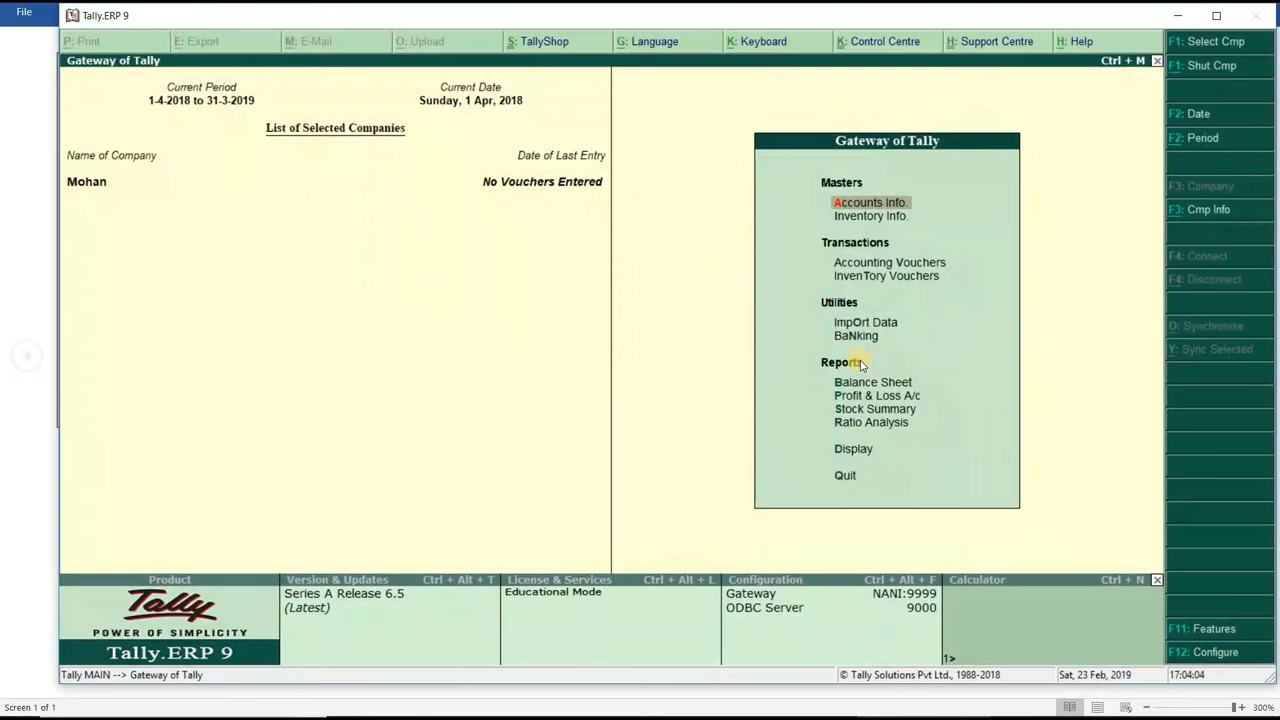 File
Tally.ERP 9
P: Print
E: Export
M: E-Mail
O: Upload
S: TallyShop
G: Language
K: Keyboard
K: Control Centre
H: Support Centre
H: Help
F1: Select Cmp
F1: Shut Cmp
F2: Date
F2: Period
F3: Company
F3: Cmp Info
F4: Connect
F4: Disconnect
O: Synchronise
Y: Sync Selected
F11: Features
F12: Configure
Gateway of Tally
Ctrl + M
Current Period
1-4-2018 to 31-3-2019
Current Date
Sunday, 1 Apr, 2018
List of Selected Companies
Name of Company
Date of Last Entry
Mohan
No Vouchers Entered
Gateway of Tally
Masters
Accounts Info.
Inventory Info.
Transactions
Accounting Vouchers
InvenTory Vouchers
Utilities
ImpOrt Data
BaNking
Reports
Balance Sheet
Profit & Loss A/c
Stock Summary
Ratio Analysis
Display
Quit
Product
Tally
POWER OF SIMPLICITY
Tally.ERP 9
Version & Updates Ctrl + Alt + T
Series A Release 6.5
(Latest)
License & Services Ctrl + Alt + L
Educational Mode
Configuration Ctrl + Alt + F
Gateway NANI:9999
ODBC Server 9000
Calculator Ctrl + N
1>
Tally MAIN --> Gateway of Tally
© Tally Solutions Pvt Ltd., 1988-2018
Sat, 23 Feb, 2019
17:04:04
Screen 1 of 1
300%